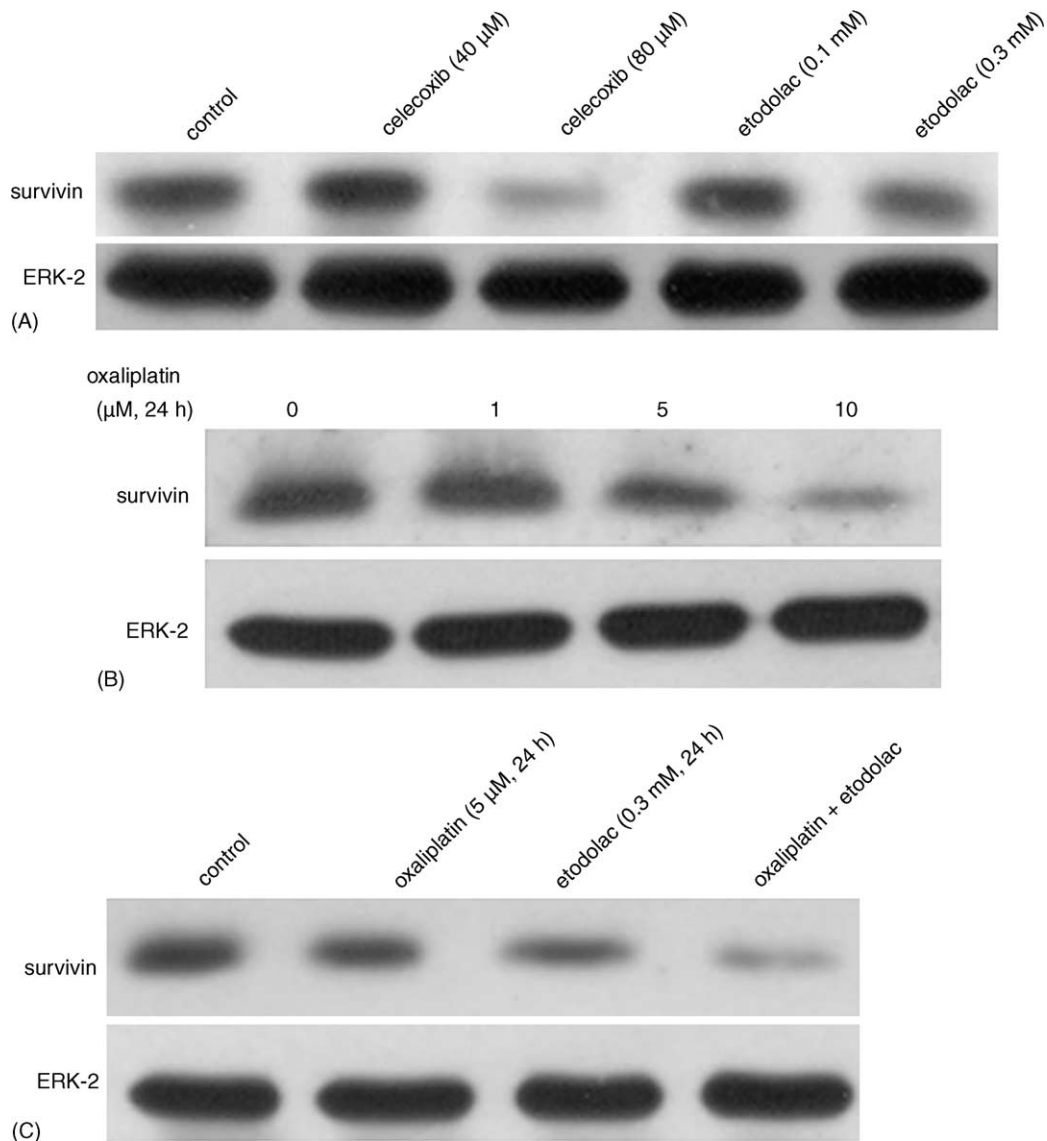 control
celecoxib (40 µM)
celecoxib (80 µM)
etodolac (0.1 mM)
etodolac (0.3 mM)
survivin
ERK-2
(A)
oxaliplatin
(µM, 24 h) 0 1 5 10
survivin
ERK-2
(B)
control
oxaliplatin (5 µM, 24 h)
etodolac (0.3 mM, 24 h)
oxaliplatin + etodolac
survivin
ERK-2
(C)